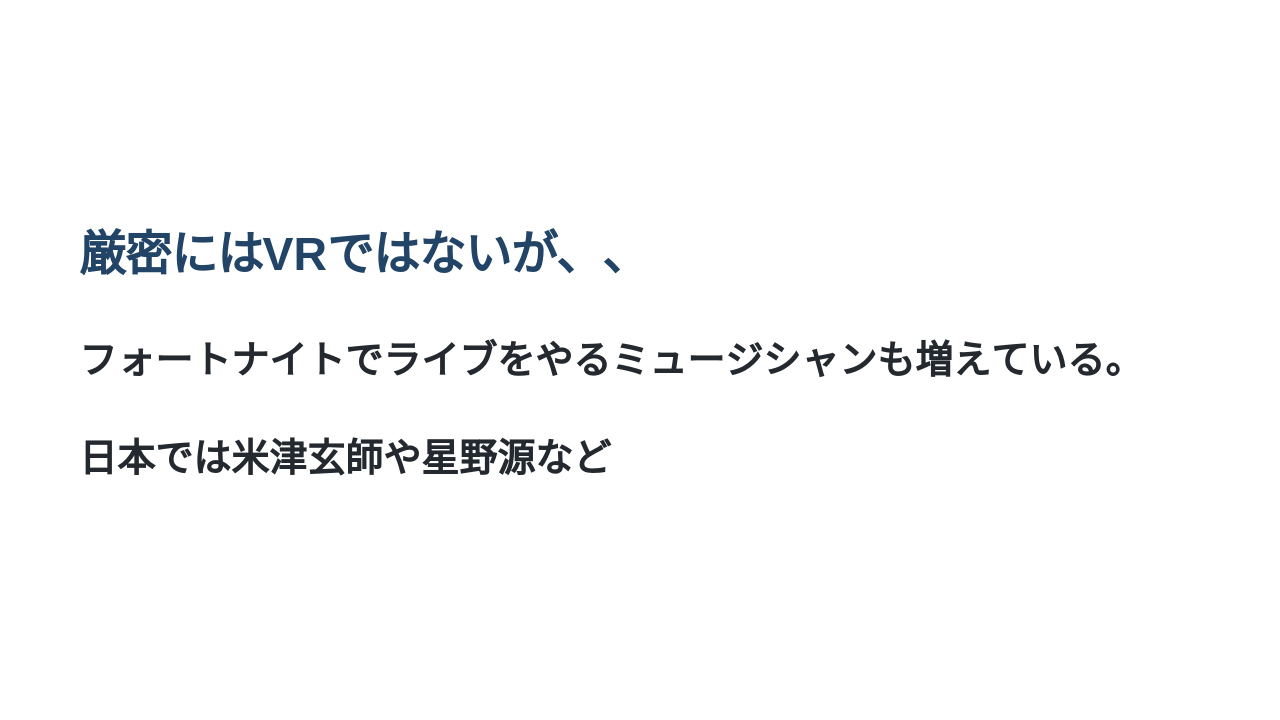 厳密にはVRではないが、、
フォートナイトでライブをやるミュージシャンも増えている。
日本では米津玄師や星野源など